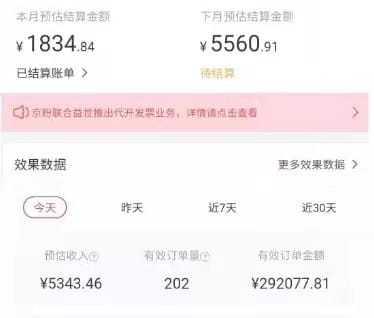 本月预估结算金额 下月预估结算金额
¥ 1834.84 ¥ 5560.91
已结算账单 > 待结算
京粉联合益世推出代开发票业务,详情请点击查看 >
效果数据 更多效果数据 >
今天 昨天 近7天 近30天
预估收入? 有效订单量? 有效订单金额
¥5343.46 202 ¥292077.81